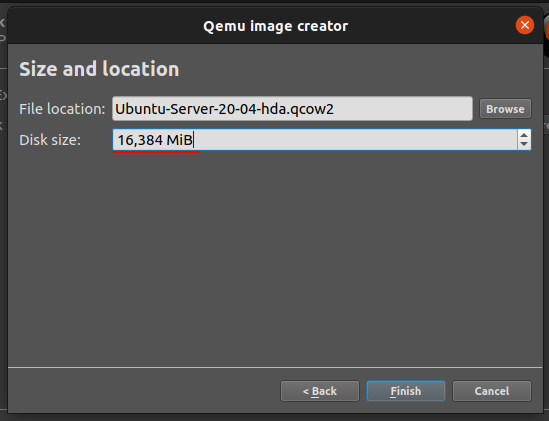 Qemu image creator
Size and location
File location: Ubuntu-Server-20-04-hda.qcow2 Browse
Disk size: 16,384 MiB
< Back Finish Cancel